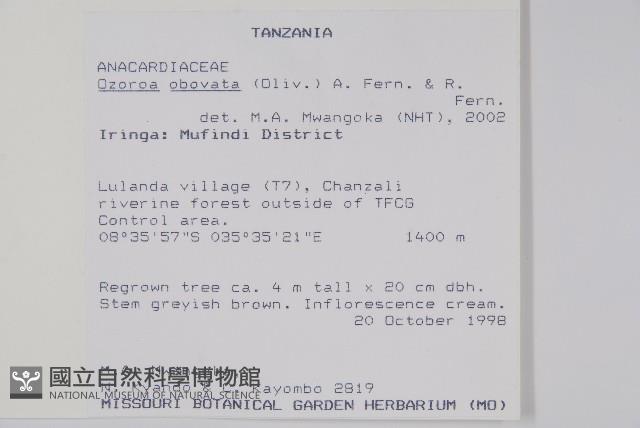 TANZANIA
ANACARDIACEAE
Ozoroa obovata (Oliv.) A. Fern. & R.
Fern.
det. M.A. Mwangoka (NHT), 2002
Iringa: Mufindi District
Lulanda village (T7), Chanzali
riverine forest outside of TFCG
Control area.
08°35'57"S 035°35'21"E 1400 m
Regrown tree ca. 4 m tall x 20 cm dbh.
Stem greyish brown. Inflorescence cream.
20 October 1998
Kayombo 2819
國立自然科學博物館
NATIONAL MUSEUM OF NATURAL SCIENCE
MISSOURI BOTANICAL GARDEN HERBARIUM (MO)